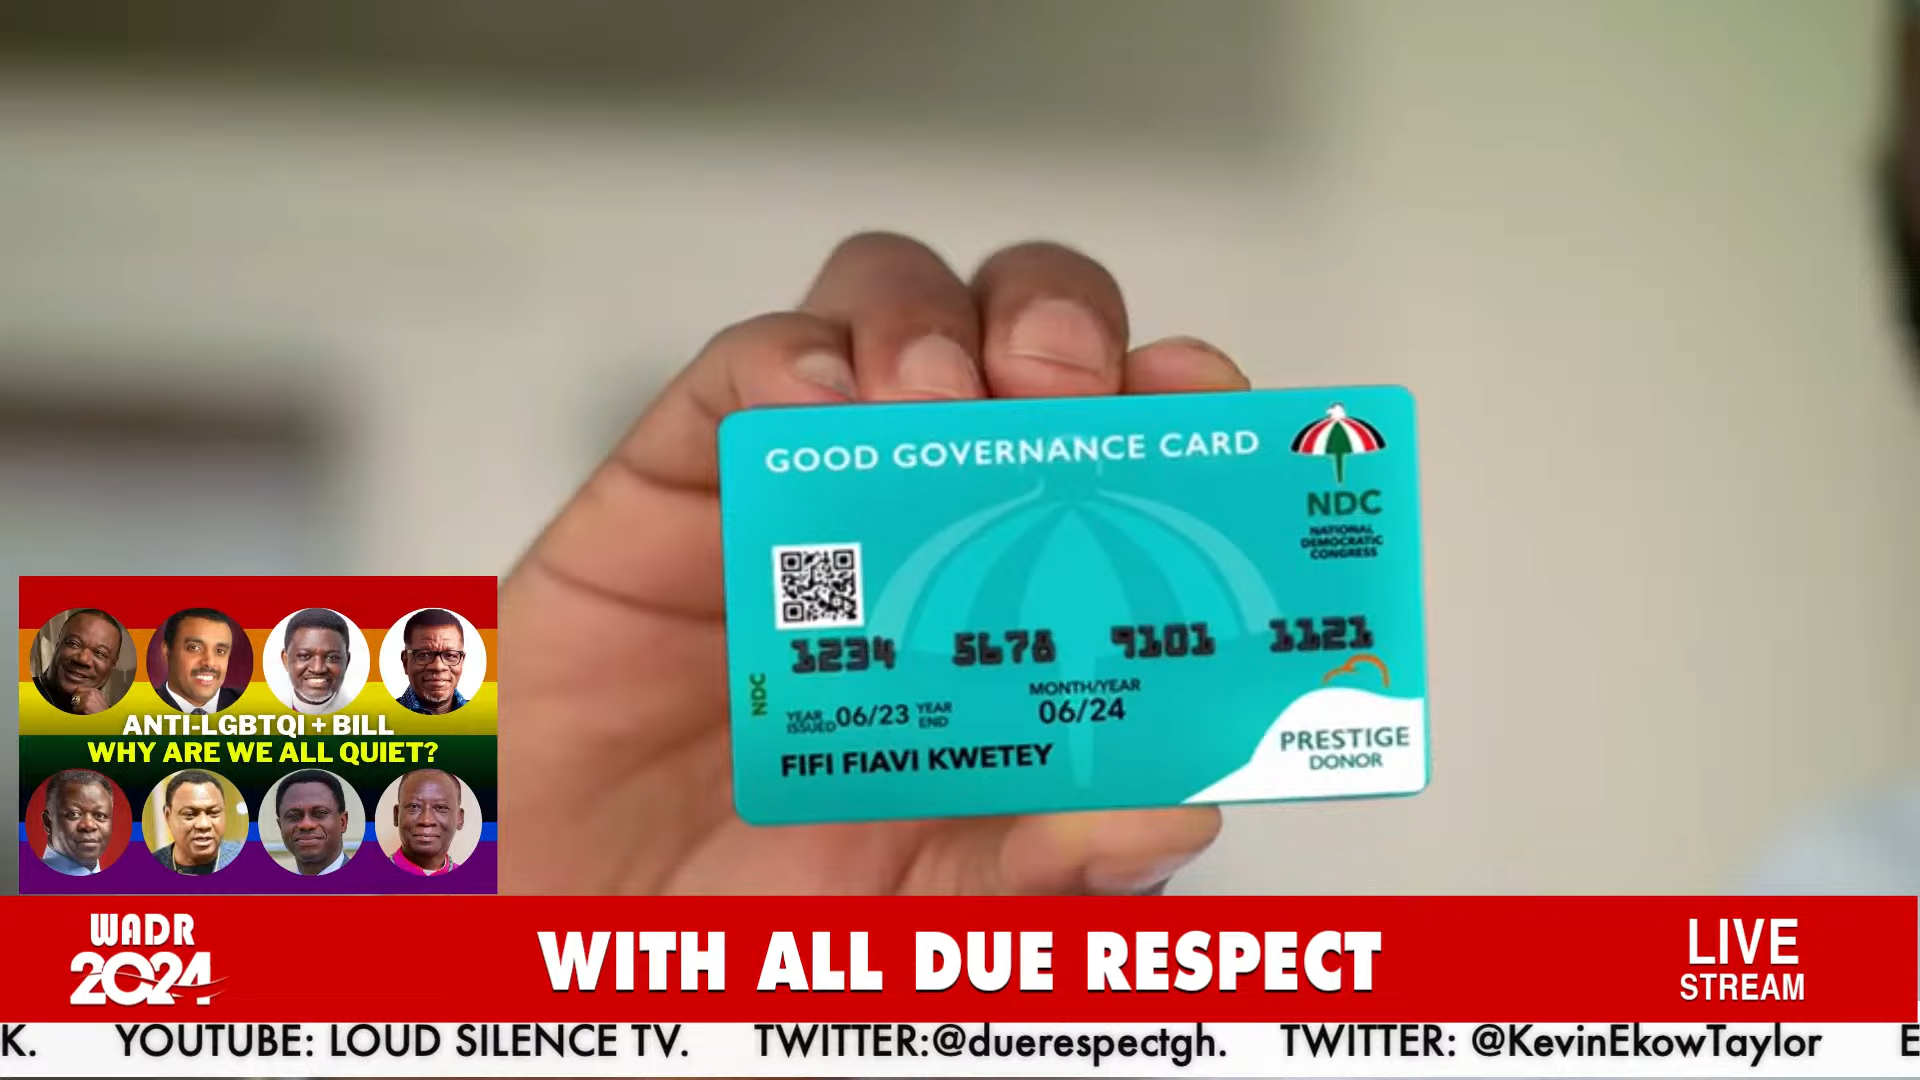 GOOD GOVERNANCE CARD
NDC
NATIONAL
DEMOCRATIC
CONGRESS
1234 5678 9101 1121
NDC
MONTH/YEAR
YEAR ISSUED 06/23 YEAR END 06/24
FIFI FIAVI KWETEY
PRESTIGE
DONOR
ANTI-LGBTQI + BILL
WHY ARE WE ALL QUIET?
WADR
2024
WITH ALL DUE RESPECT
LIVE
STREAM
K. YOUTUBE: LOUD SILENCE TV. TWITTER:@duerespectgh. TWITTER: @KevinEkowTaylor E